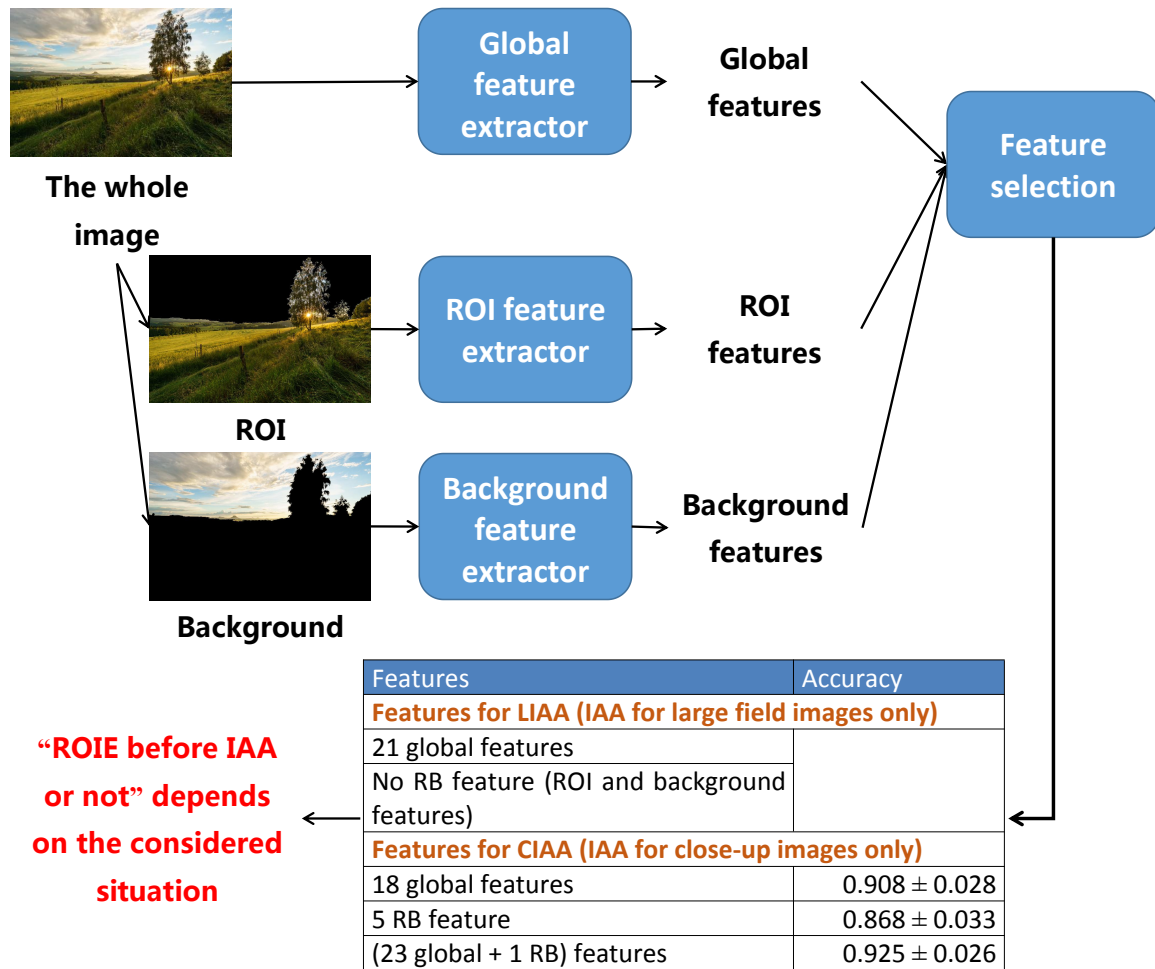 Global
feature
extractor
Global
features
Feature
selection
The whole
image
ROI feature
extractor
ROI
features
ROI
Background
feature
extractor
Background
features
Background
Features Accuracy
Features for LIAA (IAA for large field images only)
21 global features
No RB feature (ROI and background
features)
Features for CIAA (IAA for close-up images only)
18 global features 0.908 ± 0.028
5 RB feature 0.868 ± 0.033
(23 global + 1 RB) features 0.925 ± 0.026
“ROIE before IAA
or not” depends
on the considered
situation